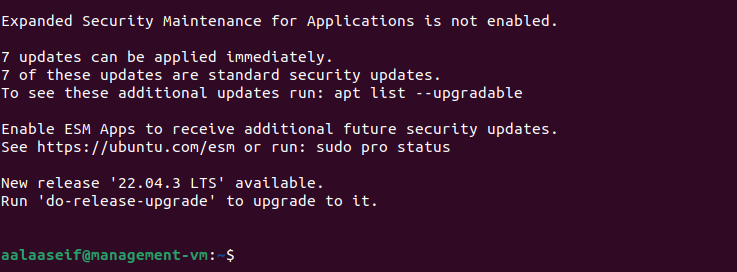 Expanded Security Maintenance for Applications is not enabled.
7 updates can be applied immediately.
7 of these updates are standard security updates.
To see these additional updates run: apt list --upgradable
Enable ESM Apps to receive additional future security updates.
See https://ubuntu.com/esm or run: sudo pro status
New release '22.04.3 LTS' available.
Run 'do-release-upgrade' to upgrade to it.
aalaaseif@management-vm:~$